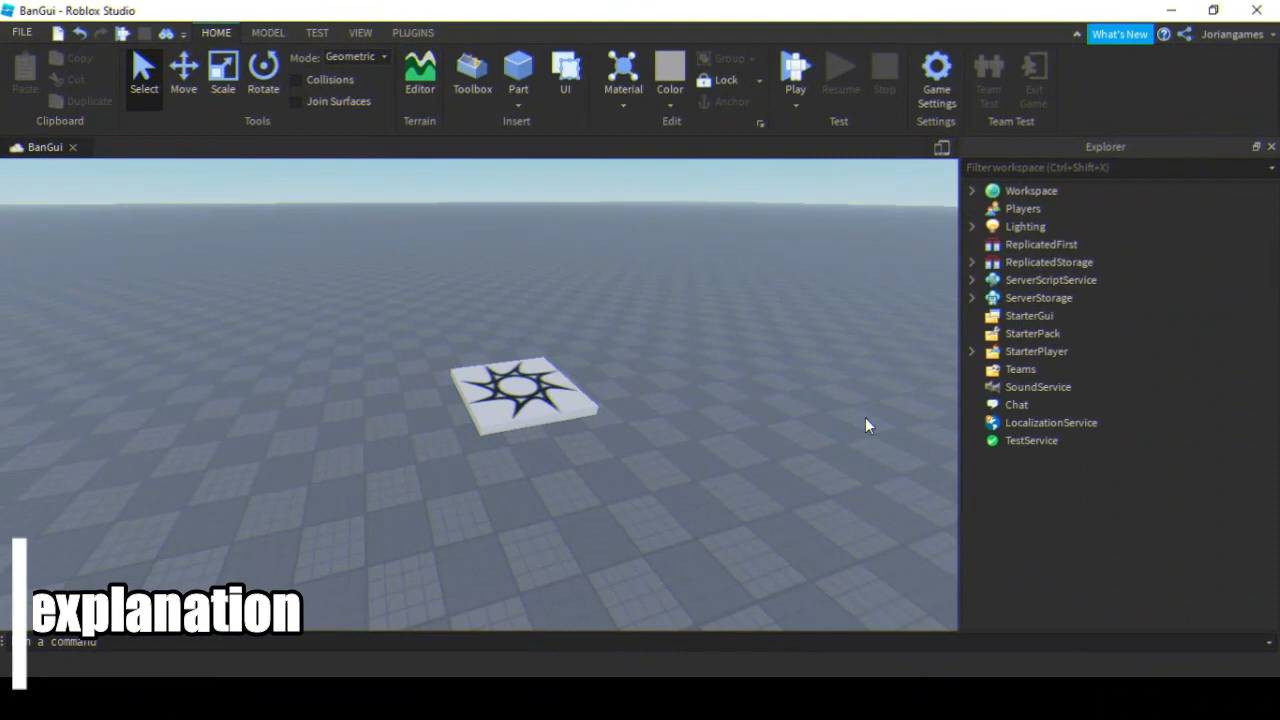 BanGui - Roblox Studio
FILE HOME MODEL TEST VIEW PLUGINS What's New Joriangames
Paste Copy Cut Duplicate Select Move Scale Rotate Mode: Geometric Collisions Join Surfaces Editor Toolbox Part UI Material Color Group Lock Anchor Play Resume Stop Game Settings Team Test Exit Game
Clipboard Tools Terrain Insert Edit Test Settings Team Test
BanGui
Explorer
Filter workspace (Ctrl+Shift+X)
Workspace
Players
Lighting
ReplicatedFirst
ReplicatedStorage
ServerScriptService
ServerStorage
StarterGui
StarterPack
StarterPlayer
Teams
SoundService
Chat
LocalizationService
TestService
explanation
a command